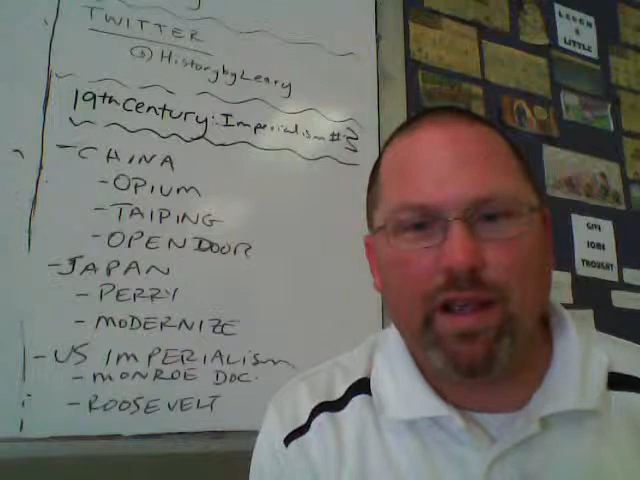 TWITTER
@HistorybyLeary
19th Century: Imperialism #3
- CHINA
- OPIUM
- TAIPING
- OPEN DOOR
- JAPAN
- PERRY
- MODERNIZE
- US IMPERIALISM
- MONROE DOC.
- ROOSEVELT
LEARN
A
LITTLE
GIVE
SOME
THOUGHT